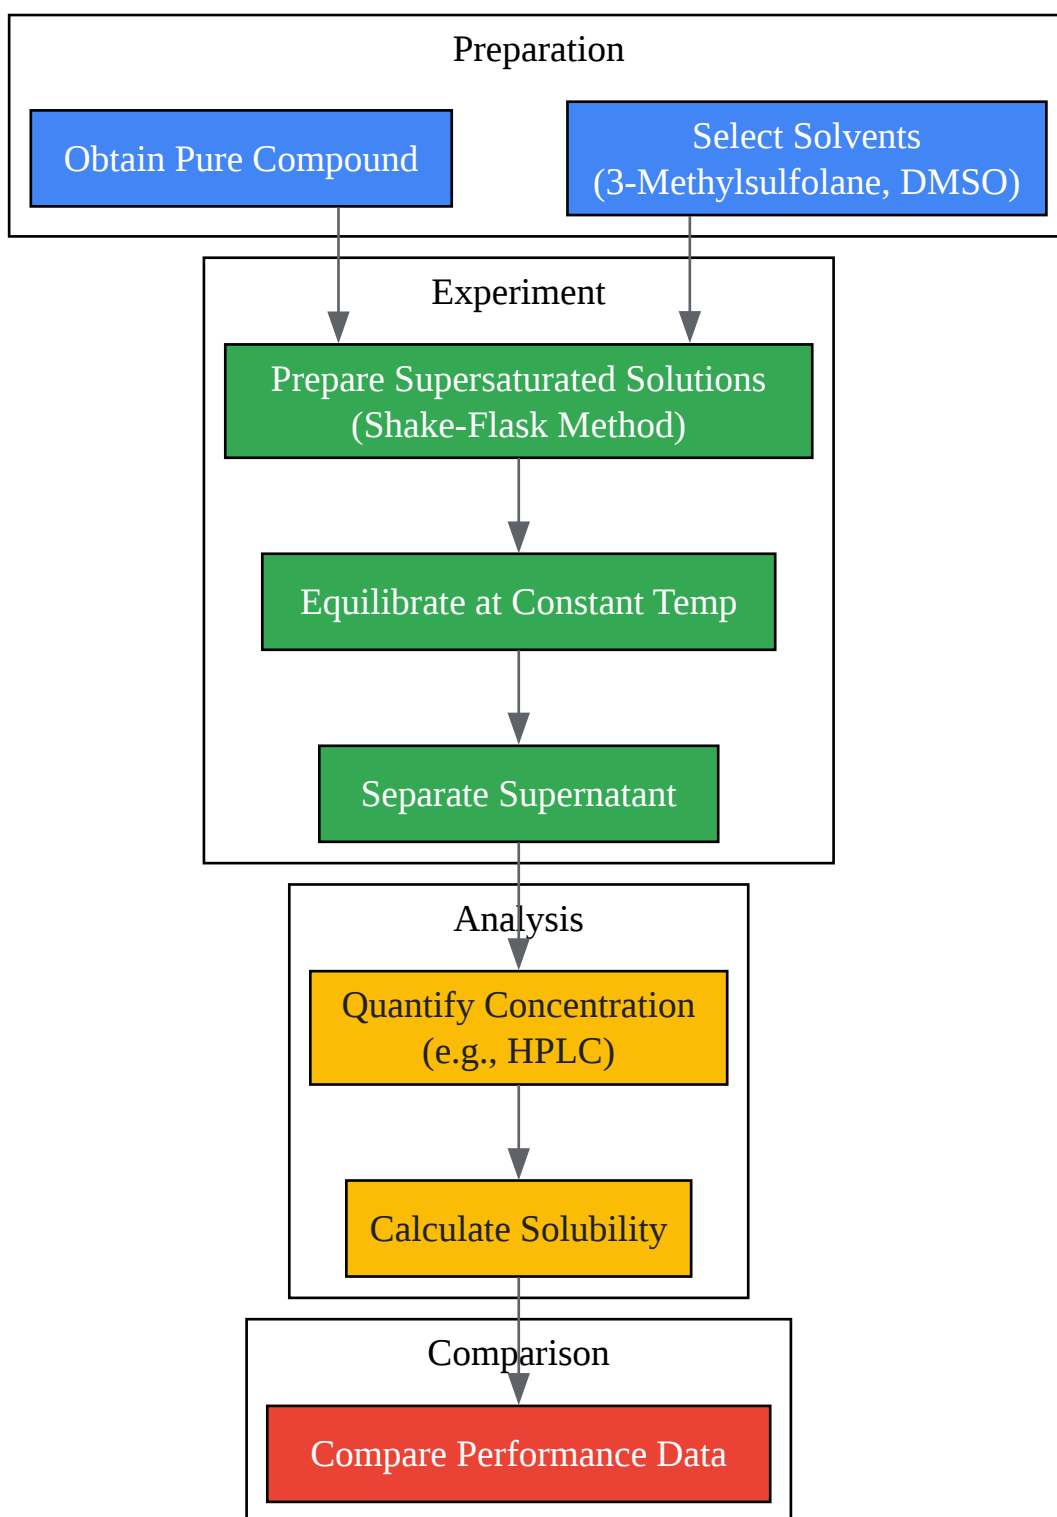 Preparation
Obtain Pure Compound
Select Solvents
(3-Methylsulfolane, DMSO)
Experiment
Prepare Supersaturated Solutions
(Shake-Flask Method)
Equilibrate at Constant Temp
Separate Supernatant
Analysis
Quantify Concentration
(e.g., HPLC)
Calculate Solubility
Comparison
Compare Performance Data